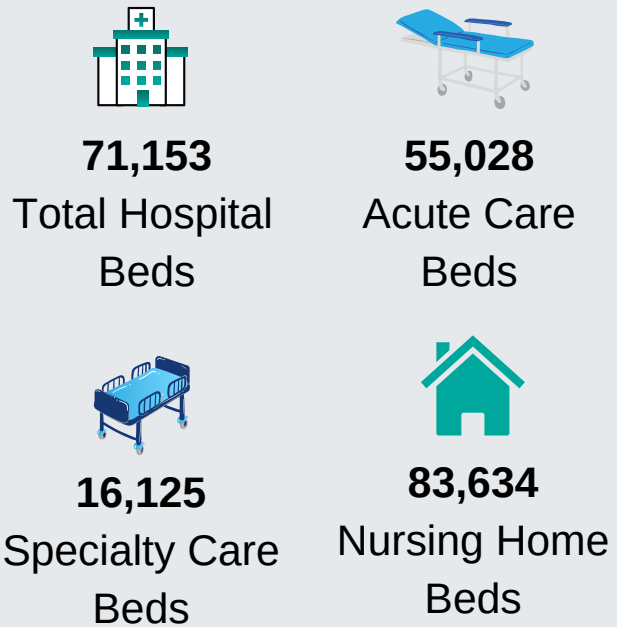 71,153
Total Hospital
Beds
55,028
Acute Care
Beds
16,125
Specialty Care
Beds
83,634
Nursing Home
Beds